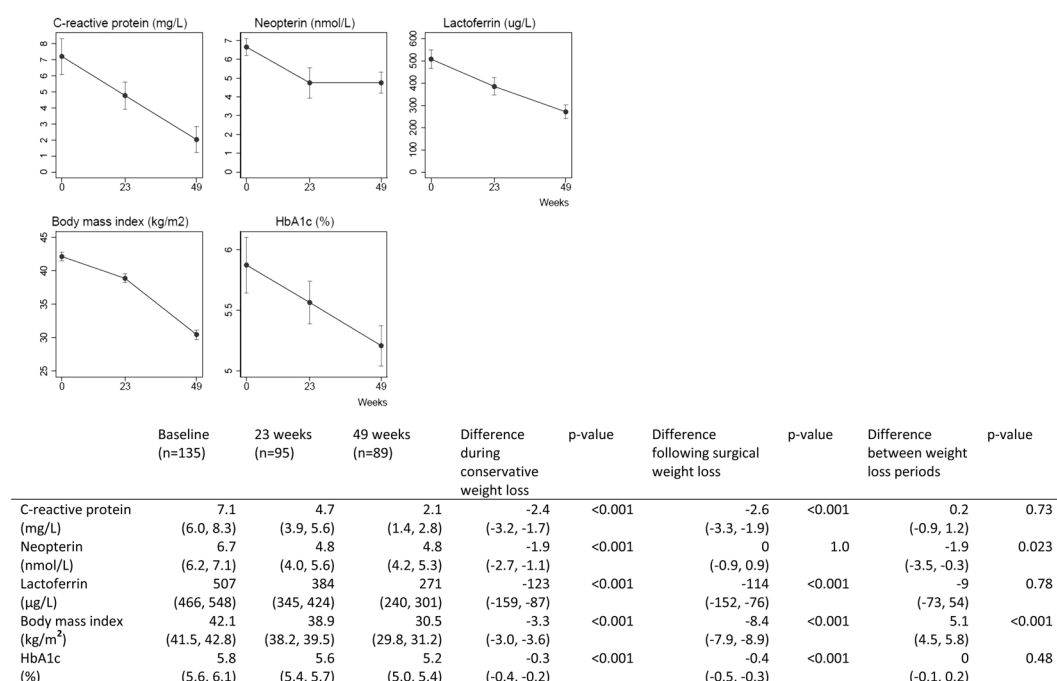 C-reactive protein (mg/L)
Neopterin (nmol/L)
Lactoferrin (ug/L)
8
7
6
5
4
3
2
1
0
0 23 49
7
6
5
4
3
2
1
0
0 23 49
600
500
400
300
200
100
0
0 23 49
Weeks
Body mass index (kg/m2)
HbA1c (%)
45
40
35
30
25
0 23 49
6
5.5
5
0 23 49
Weeks
Baseline 23 weeks 49 weeks Difference p-value Difference p-value Difference p-value
(n=135) (n=95) (n=89) during following surgical between weight
conservative weight loss loss periods
weight loss
C-reactive protein 7.1 4.7 2.1 -2.4 <0.001 -2.6 <0.001 0.2 0.73
(mg/L) (6.0, 8.3) (3.9, 5.6) (1.4, 2.8) (-3.2, -1.7) (-3.3, -1.9) (-0.9, 1.2)
Neopterin 6.7 4.8 4.8 -1.9 <0.001 0 1.0 -1.9 0.023
(nmol/L) (6.2, 7.1) (4.0, 5.6) (4.2, 5.3) (-2.7, -1.1) (-0.9, 0.9) (-3.5, -0.3)
Lactoferrin 507 384 271 -123 <0.001 -114 <0.001 -9 0.78
(µg/L) (466, 548) (345, 424) (240, 301) (-159, -87) (-152, -76) (-73, 54)
Body mass index 42.1 38.9 30.5 -3.3 <0.001 -8.4 <0.001 5.1 <0.001
(kg/m²) (41.5, 42.8) (38.2, 39.5) (29.8, 31.2) (-3.0, -3.6) (-7.9, -8.9) (4.5, 5.8)
HbA1c 5.8 5.6 5.2 -0.3 <0.001 -0.4 <0.001 0 0.48
(%) (5.6, 6.1) (5.4, 5.7) (5.0, 5.4) (-0.4, -0.2) (-0.5, -0.3) (-0.1, 0.2)